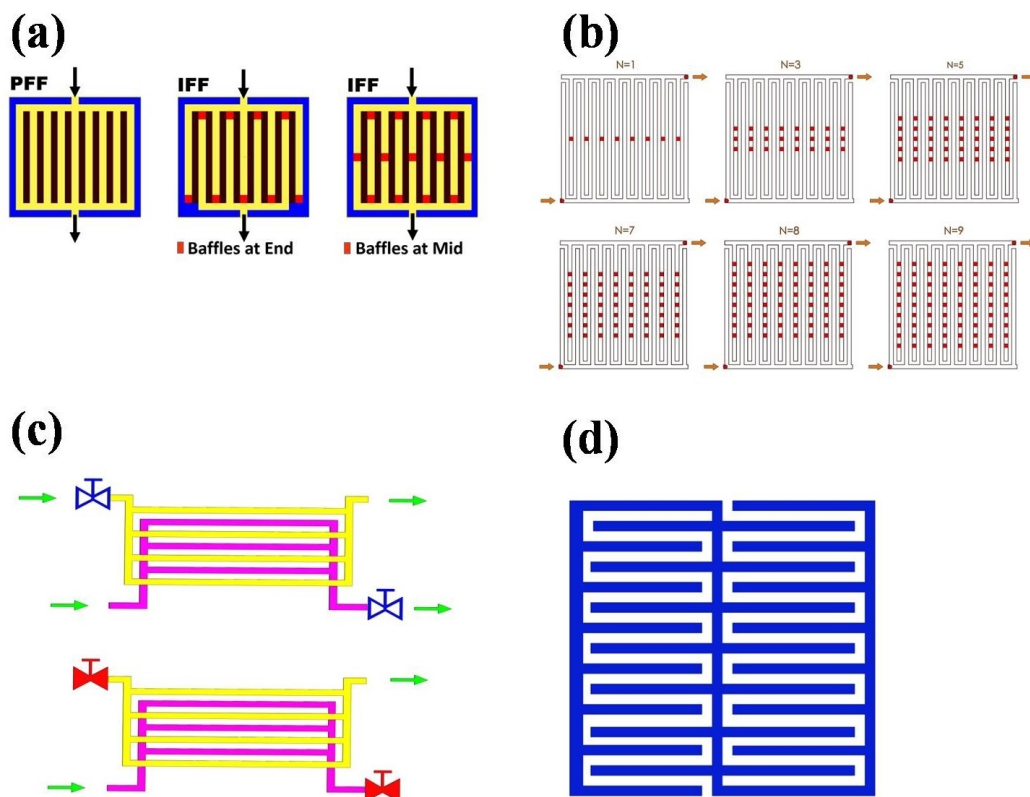 (a)
PFF
IFF
IFF
Baffles at End
Baffles at Mid
(b)
N=1
N=3
N=5
N=7
N=8
N=9
(c)
(d)